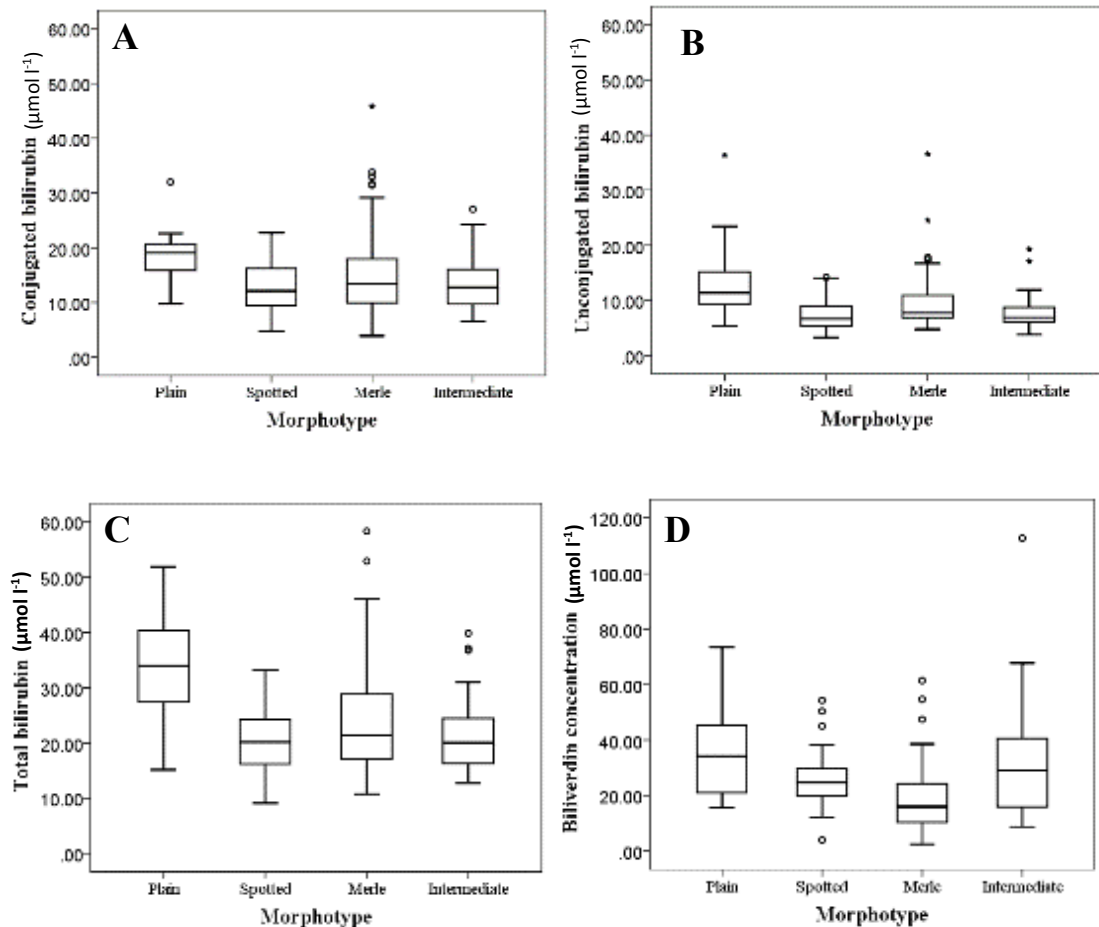 A
Conjugated bilirubin (µmol l⁻¹)
60.00
50.00
40.00
30.00
20.00
10.00
.00
Plain Spotted Merle Intermediate
Morphotype
B
Unconjugated bilirubin (µmol l⁻¹)
60.00
50.00
40.00
30.00
20.00
10.00
.00
Plain Spotted Merle Intermediate
Morphotype
C
Total bilirubin (µmol l⁻¹)
60.00
50.00
40.00
30.00
20.00
10.00
.00
Plain Spotted Merle Intermediate
Morphotype
D
Biliverdin concentration (µmol l⁻¹)
120.00
100.00
80.00
60.00
40.00
20.00
.00
Plain Spotted Merle Intermediate
Morphotype